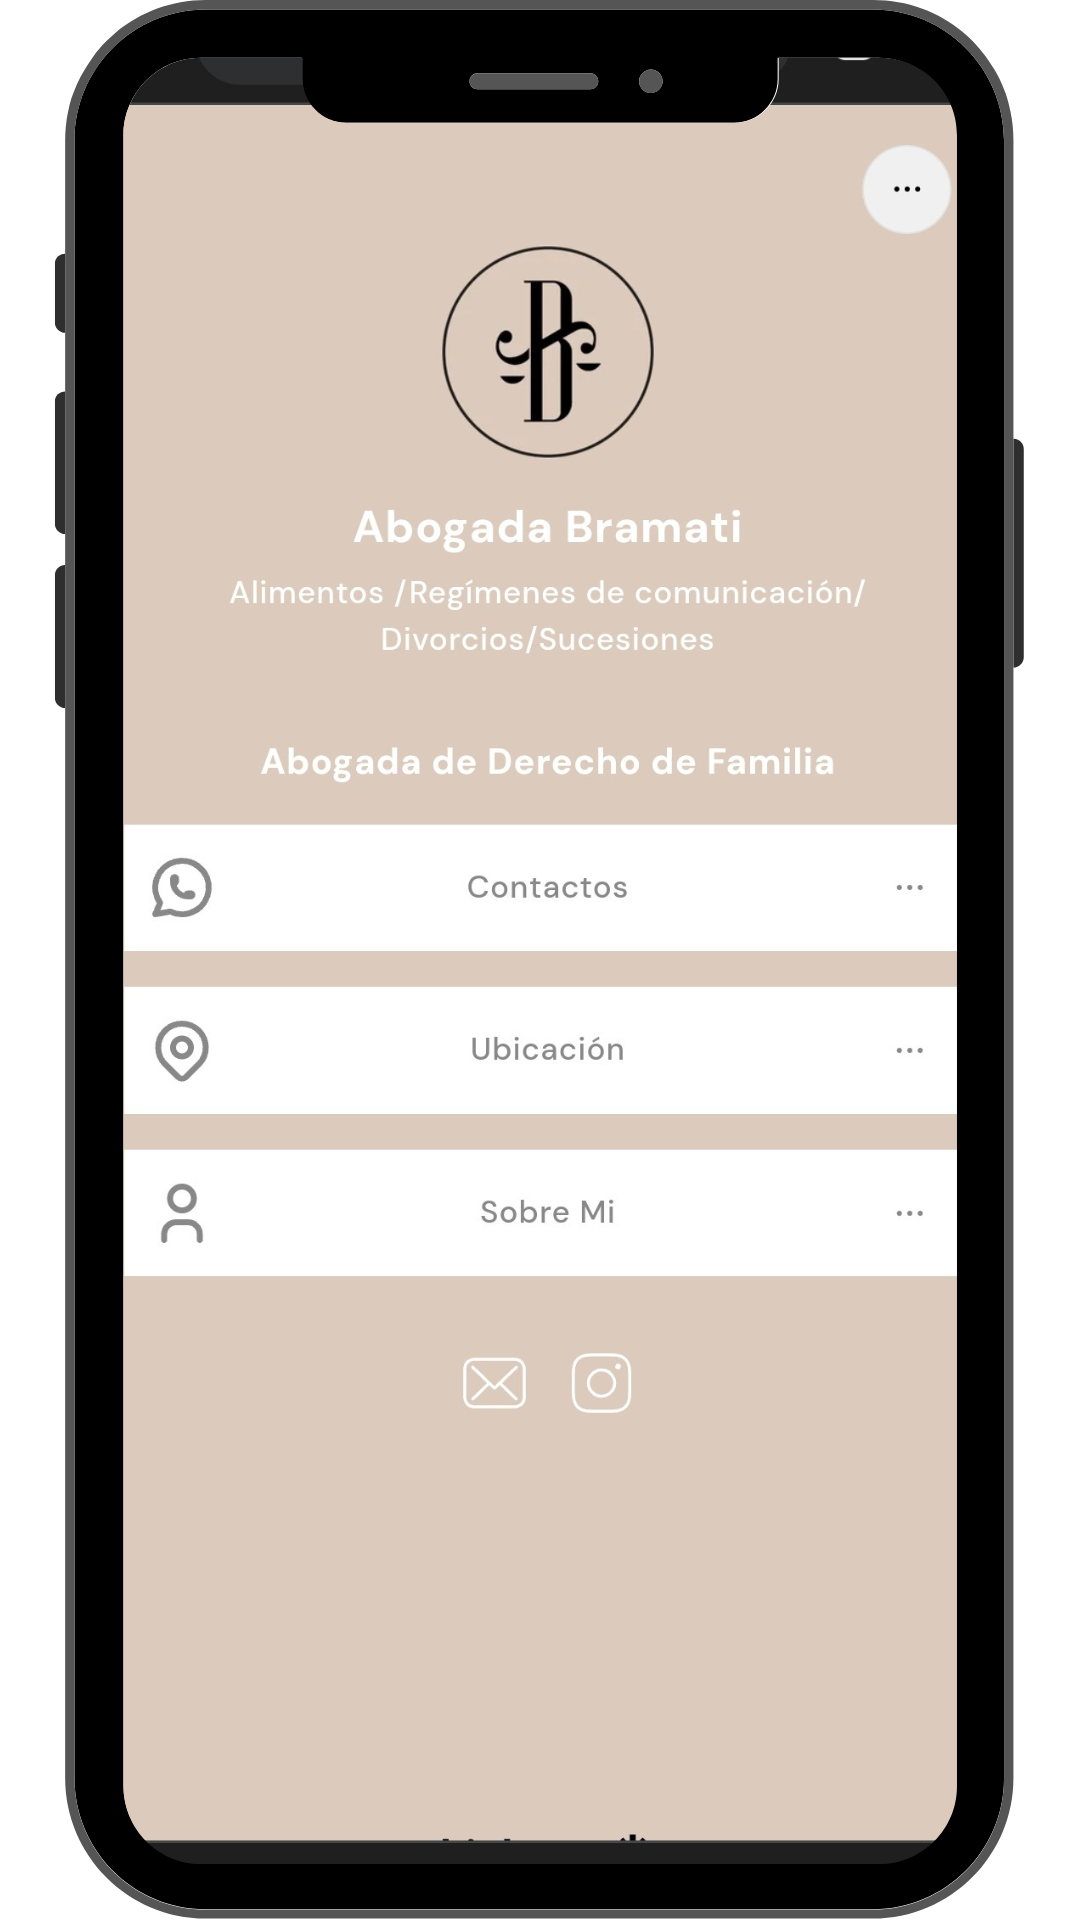 B
Abogada Bramati
Alimentos /Regímenes de comunicación/
Divorcios/Sucesiones
Abogada de Derecho de Familia
Contactos
Ubicación
Sobre Mi